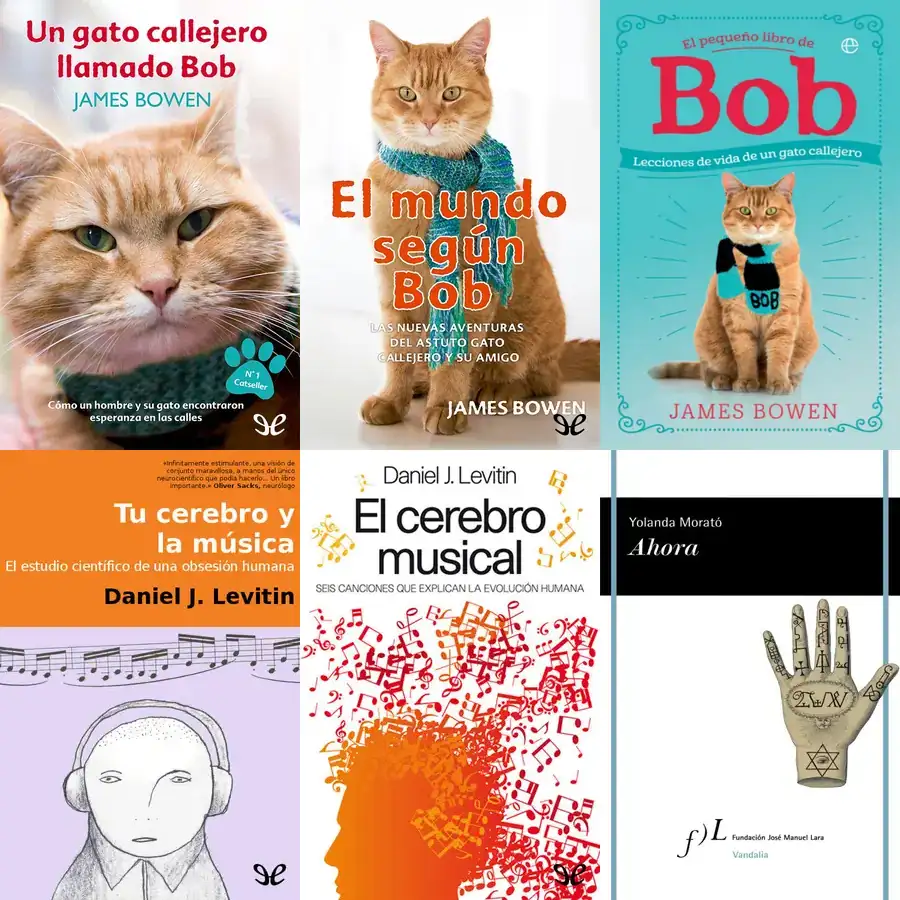 Un gato callejero
llamado Bob
JAMES BOWEN
N° 1
Catseller
Cómo un hombre y su gato encontraron
esperanza en las calles
El mundo
según
Bob
LAS NUEVAS AVENTURAS
DEL ASTUTO GATO
CALLEJERO Y SU AMIGO
JAMES BOWEN
El pequeño libro de
Bob
Lecciones de vida de un gato callejero
BOB
JAMES BOWEN
«Infinitamente estimulante, una visión de
conjunto maravillosa, a manos del único
neurocientífico que podía hacerlo... Un libro
importante.» Oliver Sacks, neurólogo
Tu cerebro y
la música
El estudio científico de una obsesión humana
Daniel J. Levitin
Daniel J. Levitin
El cerebro
musical
SEIS CANCIONES QUE EXPLICAN LA EVOLUCIÓN HUMANA
Yolanda Morató
Ahora
f)L Fundación José Manuel Lara
Vandalia